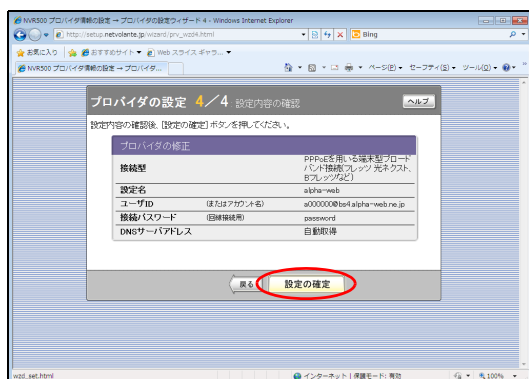 NVR500 プロバイダ情報の設定 → プロバイダの設定ウィザード 4 - Windows Internet Explorer
http://setup.netvolante.jp/wizard/prv_wzd4.html
Bing
お気に入り
おすすめサイト
Web スライス ギャラ...
NVR500 プロバイダ情報の設定 → プロバイダ...
ページ(P)
セーフティ(S)
ツール(O)
プロバイダの設定 4／4 設定内容の確認
ヘルプ
設定内容の確認後、[設定の確定]ボタンを押してください。
プロバイダの修正
接続型
PPPoEを用いる端末型ブロード
バンド接続(フレッツ 光ネクスト、
Bフレッツなど)
設定名
alpha-web
ユーザID
(またはアカウント名)
a000000@bs4.alpha-web.ne.jp
接続パスワード
(回線接続用)
password
DNSサーバアドレス
自動取得
戻る
設定の確定
wzd_set.html
インターネット | 保護モード: 有効
100%